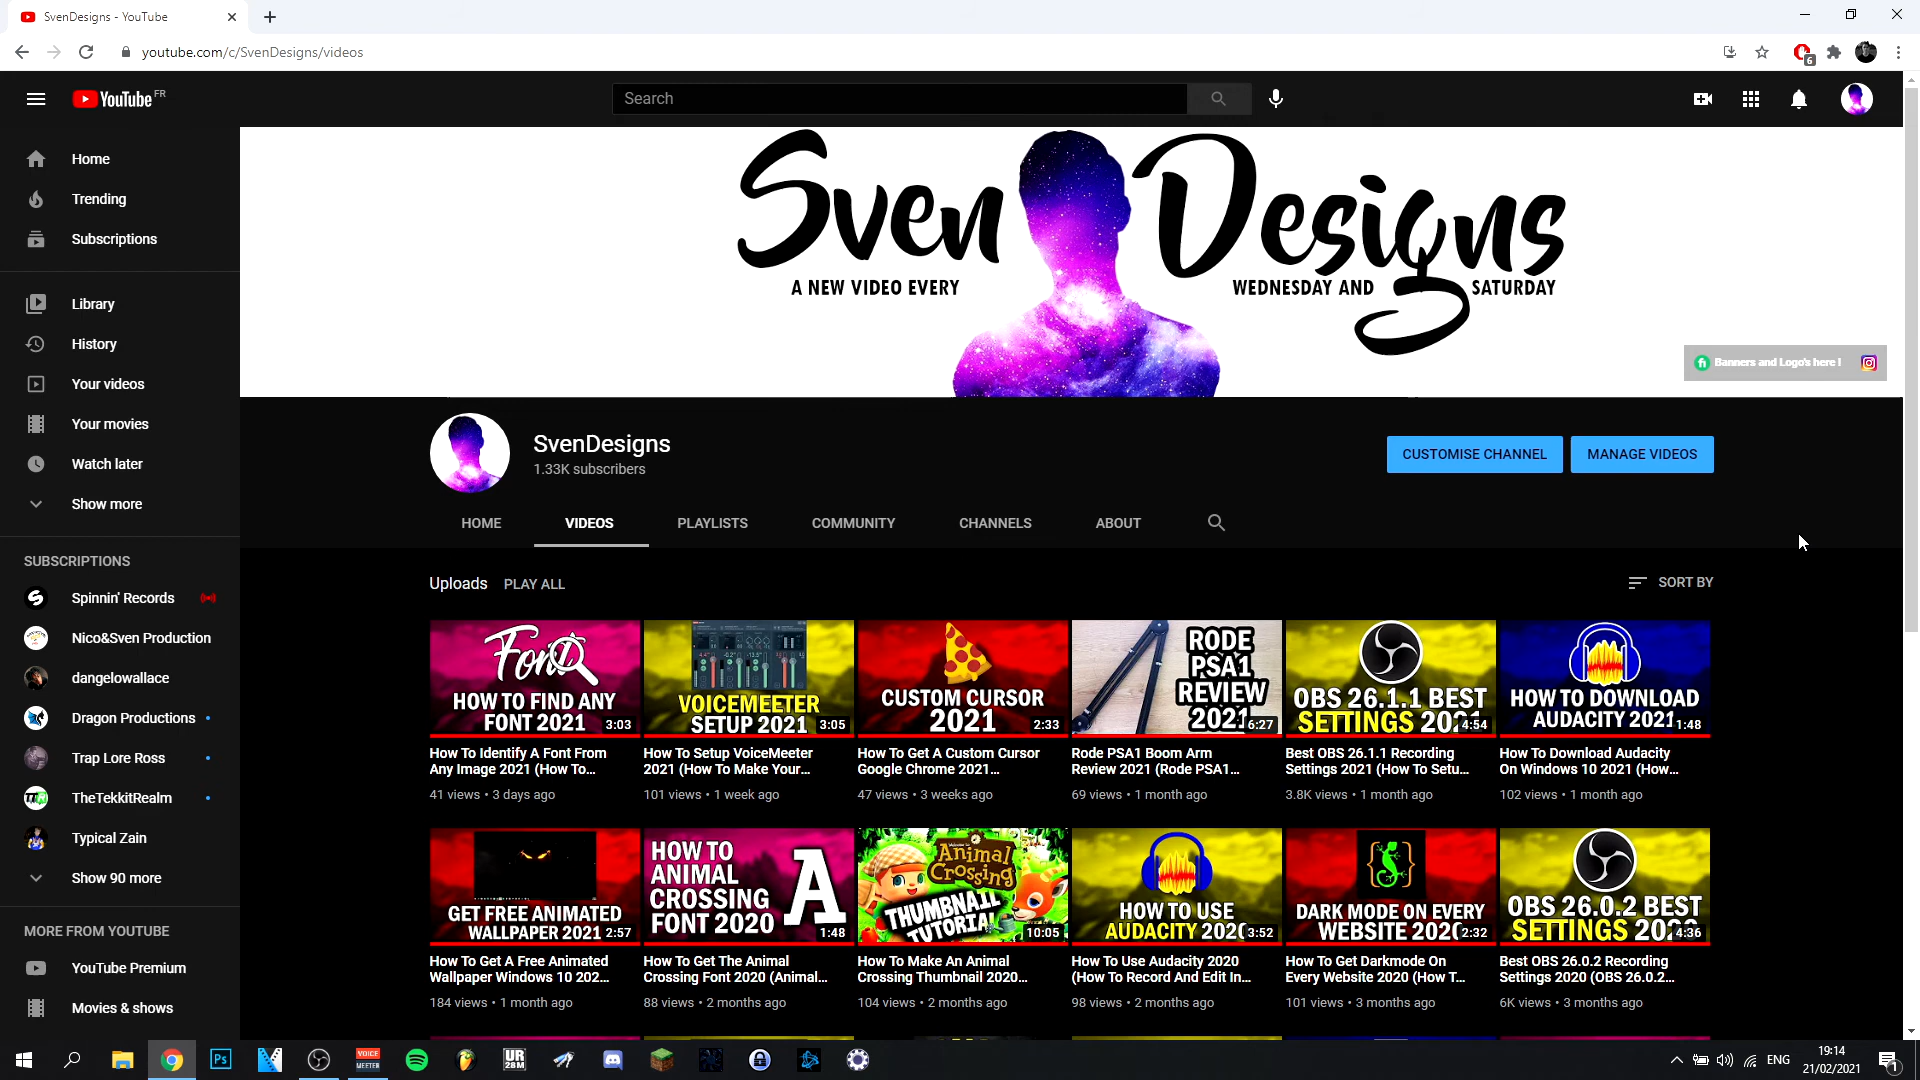 SvenDesigns - YouTube
youtube.com/c/SvenDesigns/videos
6
YouTube FR
Search
Home
Trending
Subscriptions
Library
History
Your videos
Your movies
Watch later
Show more
SUBSCRIPTIONS
Spinnin' Records
Nico&Sven Production
dangelowallace
Dragon Productions
Trap Lore Ross
TheTekkitRealm
Typical Zain
Show 90 more
MORE FROM YOUTUBE
YouTube Premium
Movies & shows
Sven Designs
A NEW VIDEO EVERY WEDNESDAY AND SATURDAY
Banners and Logo's here !
SvenDesigns
1.33K subscribers
CUSTOMISE CHANNEL
MANAGE VIDEOS
HOME VIDEOS PLAYLISTS COMMUNITY CHANNELS ABOUT
Uploads PLAY ALL
SORT BY
Font
HOW TO FIND ANY
FONT 2021
3:03
How To Identify A Font From
Any Image 2021 (How To...
41 views • 3 days ago
VOICEMEETER
SETUP 2021
3:05
How To Setup VoiceMeeter
2021 (How To Make Your...
101 views • 1 week ago
CUSTOM CURSOR
2021
2:33
How To Get A Custom Cursor
Google Chrome 2021...
47 views • 3 weeks ago
RODE
PSA1
REVIEW
2021
6:27
Rode PSA1 Boom Arm
Review 2021 (Rode PSA1...
69 views • 1 month ago
OBS 26.1.1 BEST
SETTINGS
4:54
Best OBS 26.1.1 Recording
Settings 2021 (How To Setu...
3.8K views • 1 month ago
HOW TO DOWNLOAD
AUDACITY 2021
1:48
How To Download Audacity
On Windows 10 2021 (How...
102 views • 1 month ago
GET FREE ANIMATED
WALLPAPER 2021
2:57
How To Get A Free Animated
Wallpaper Windows 10 202...
184 views • 1 month ago
HOW TO
ANIMAL
CROSSING
FONT 2020
A
1:48
How To Get The Animal
Crossing Font 2020 (Animal...
88 views • 2 months ago
Animal
Crossing
THUMBNAIL
TUTORIAL
10:05
How To Make An Animal
Crossing Thumbnail 2020...
104 views • 2 months ago
HOW TO USE
AUDACITY
3:52
How To Use Audacity 2020
(How To Record And Edit In...
98 views • 2 months ago
DARK MODE ON EVERY
WEBSITE
2:32
How To Get Darkmode On
Every Website 2020 (How T...
101 views • 3 months ago
OBS 26.0.2 BEST
SETTINGS
4:36
Best OBS 26.0.2 Recording
Settings 2020 (OBS 26.0.2...
6K views • 3 months ago
Ps
VOICE
MEETER
UR
28M
ENG
19:14
21/02/2021
1